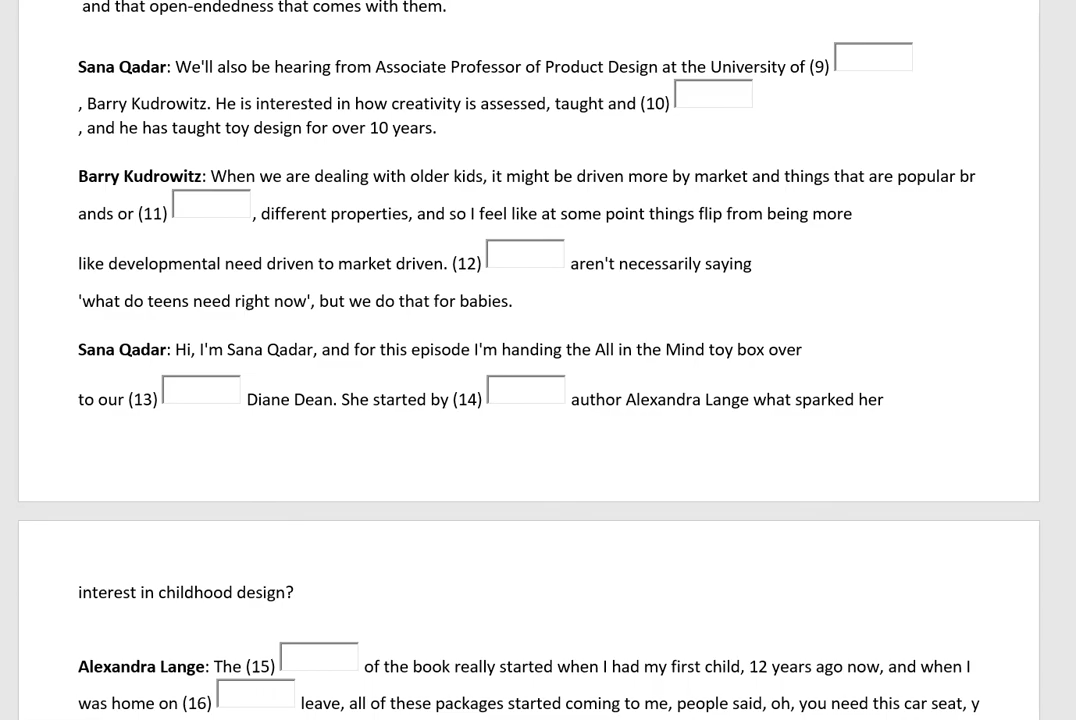 and that open-endedness that comes with them.
Sana Qadar: We'll also be hearing from Associate Professor of Product Design at the University of (9)
, Barry Kudrowitz. He is interested in how creativity is assessed, taught and (10)
, and he has taught toy design for over 10 years.
Barry Kudrowitz: When we are dealing with older kids, it might be driven more by market and things that are popular br
ands or (11) , different properties, and so I feel like at some point things flip from being more
like developmental need driven to market driven. (12) aren't necessarily saying
'what do teens need right now', but we do that for babies.
Sana Qadar: Hi, I'm Sana Qadar, and for this episode I'm handing the All in the Mind toy box over
to our (13) Diane Dean. She started by (14) author Alexandra Lange what sparked her
interest in childhood design?
Alexandra Lange: The (15) of the book really started when I had my first child, 12 years ago now, and when I
was home on (16) leave, all of these packages started coming to me, people said, oh, you need this car seat, y